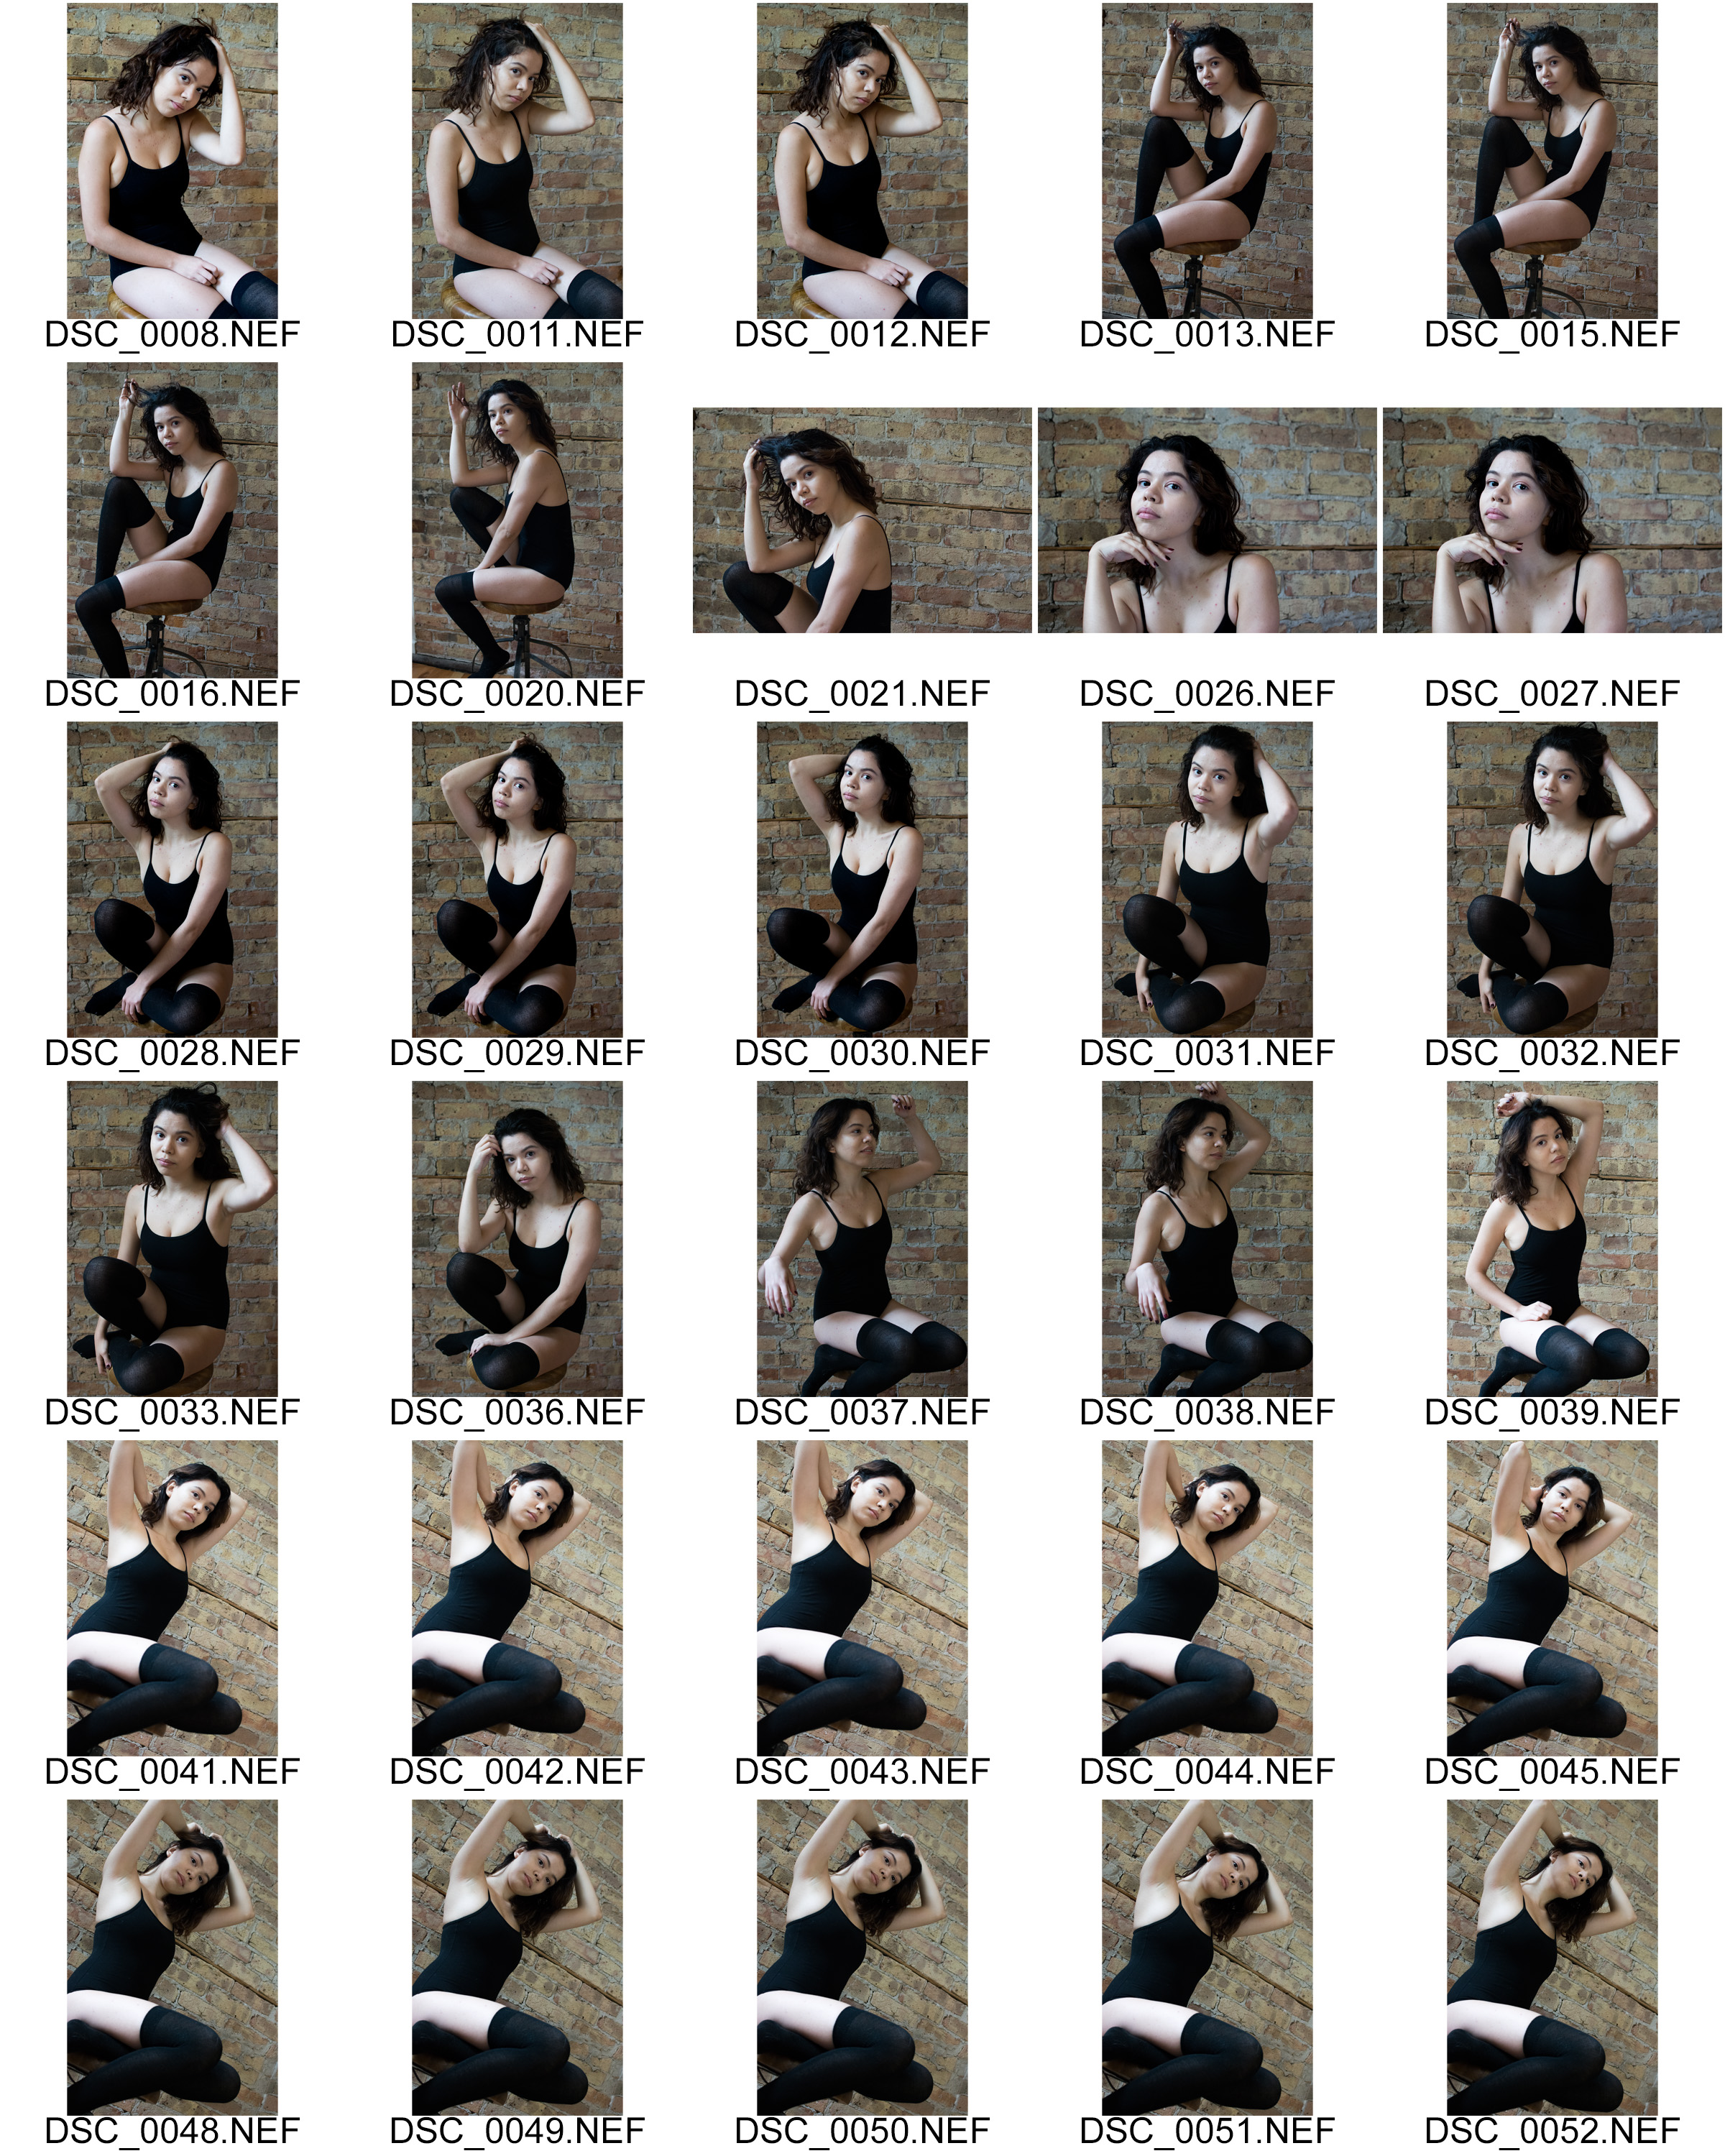 DSC_0008.NEF DSC_0011.NEF DSC_0012.NEF DSC_0013.NEF DSC_0015.NEF
DSC_0016.NEF DSC_0020.NEF DSC_0021.NEF DSC_0026.NEF DSC_0027.NEF
DSC_0028.NEF DSC_0029.NEF DSC_0030.NEF DSC_0031.NEF DSC_0032.NEF
DSC_0033.NEF DSC_0036.NEF DSC_0037.NEF DSC_0038.NEF DSC_0039.NEF
DSC_0041.NEF DSC_0042.NEF DSC_0043.NEF DSC_0044.NEF DSC_0045.NEF
DSC_0048.NEF DSC_0049.NEF DSC_0050.NEF DSC_0051.NEF DSC_0052.NEF